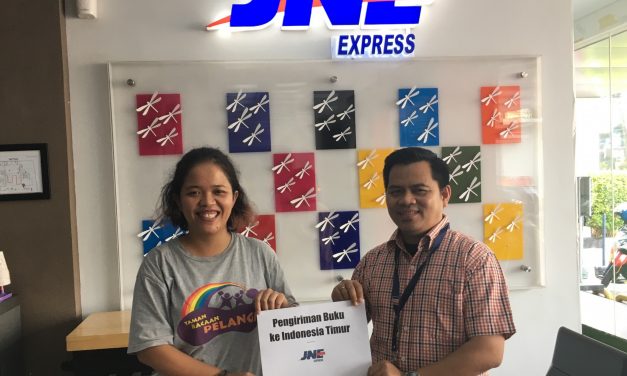 JNE
EXPRESS
TAMAN
BACAAN
PELANGI
Pengiriman Buku
ke Indonesia Timur
JNE